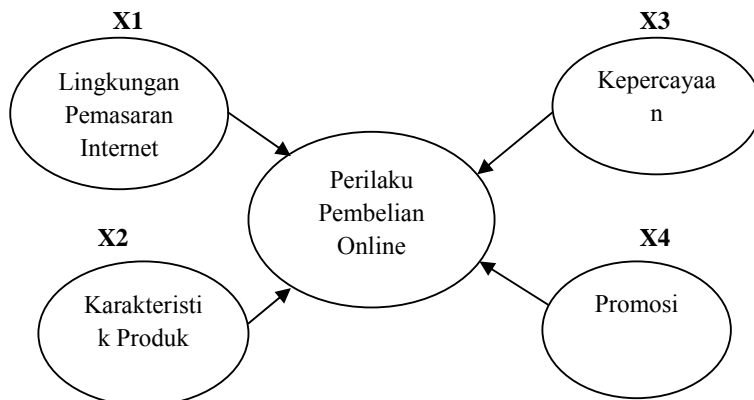 X1
Lingkungan
Pemasaran
Internet
X3
Kepercayaa
n
Perilaku
Pembelian
Online
X2
Karakteristi
k Produk
X4
Promosi